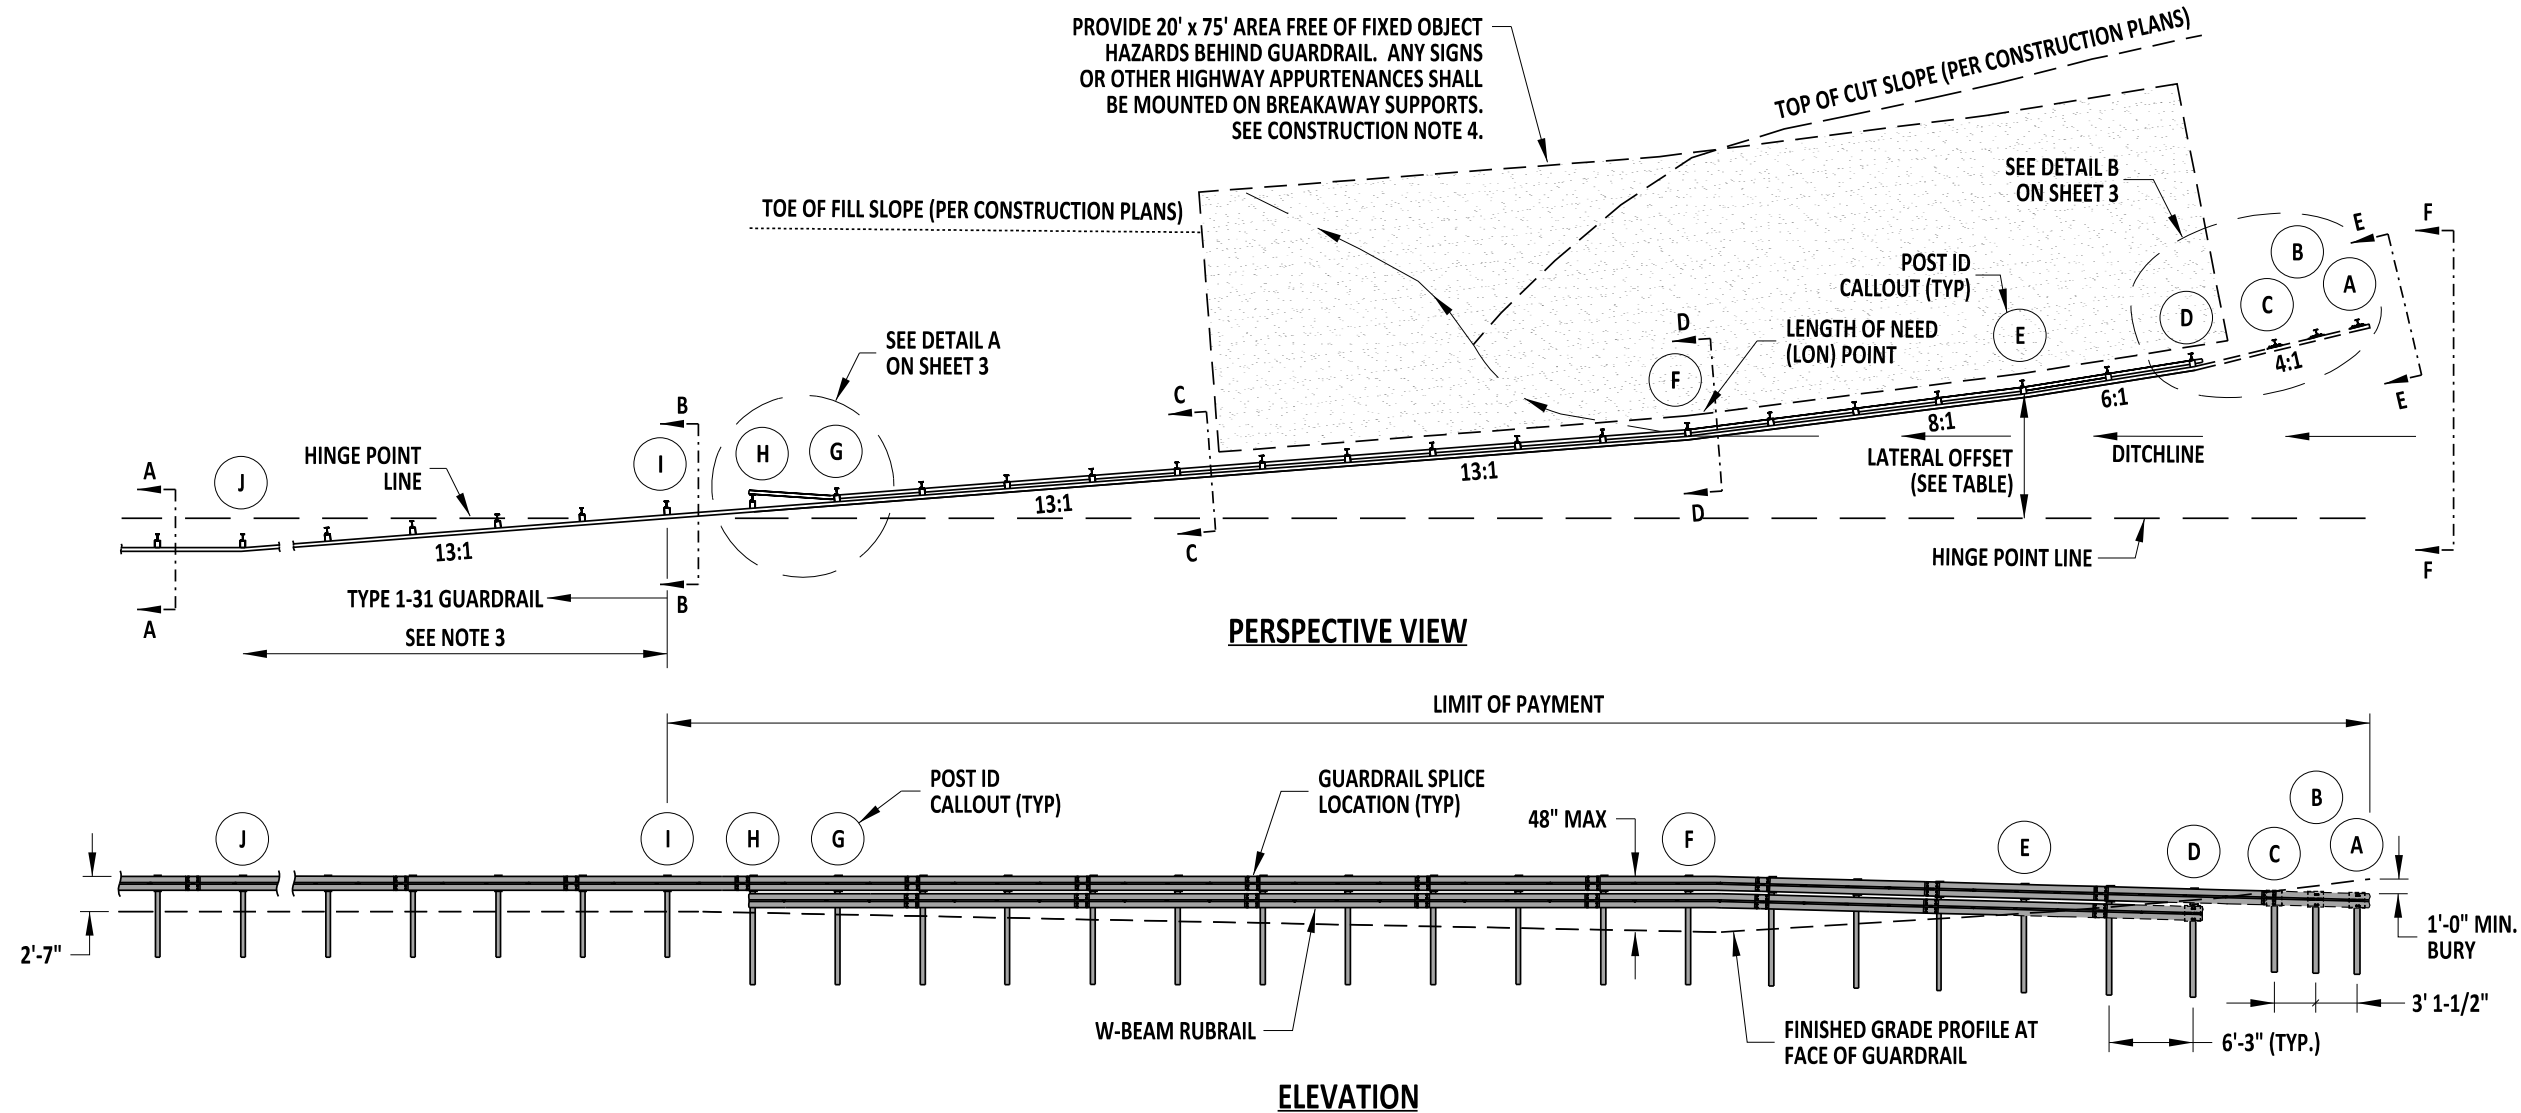 PROVIDE 20' x 75' AREA FREE OF FIXED OBJECT
HAZARDS BEHIND GUARDRAIL. ANY SIGNS
OR OTHER HIGHWAY APPURTENANCES SHALL
BE MOUNTED ON BREAKAWAY SUPPORTS.
SEE CONSTRUCTION NOTE 4.
TOP OF CUT SLOPE (PER CONSTRUCTION PLANS)
SEE DETAIL B
ON SHEET 3
TOE OF FILL SLOPE (PER CONSTRUCTION PLANS)
E
F
B
A
C
D
POST ID
CALLOUT (TYP)
E
D
LENGTH OF NEED
(LON) POINT
F
SEE DETAIL A
ON SHEET 3
4:1
6:1
8:1
E
C
B
DITCHLINE
LATERAL OFFSET
(SEE TABLE)
HINGE POINT
LINE
A
J
I
H
G
13:1
13:1
D
13:1
C
HINGE POINT LINE
F
TYPE 1-31 GUARDRAIL
B
A
SEE NOTE 3
PERSPECTIVE VIEW
LIMIT OF PAYMENT
POST ID
CALLOUT (TYP)
GUARDRAIL SPLICE
LOCATION (TYP)
48" MAX
J
I
H
G
F
E
D
C
B
A
2'-7"
1'-0" MIN.
BURY
3' 1-1/2"
W-BEAM RUBRAIL
FINISHED GRADE PROFILE AT
FACE OF GUARDRAIL
6'-3" (TYP.)
ELEVATION